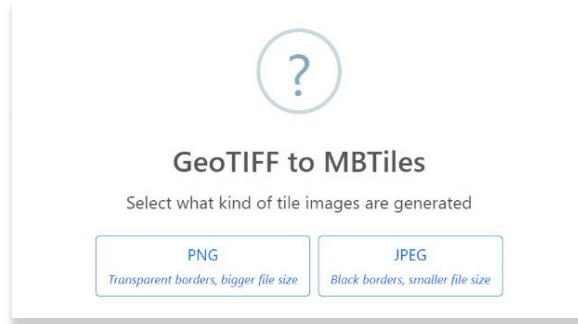 ?
GeoTIFF to MBTiles
Select what kind of tile images are generated
PNG
Transparent borders, bigger file size
JPEG
Black borders, smaller file size